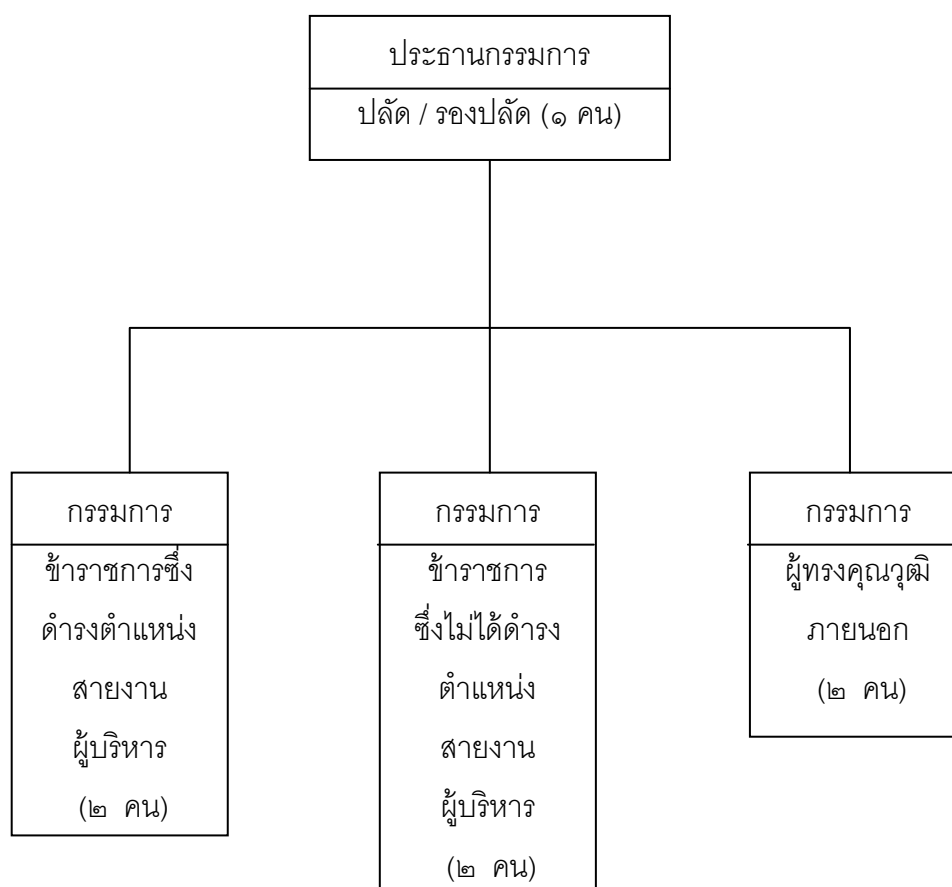 ประธานกรรมการ
ปลัด / รองปลัด (๑ คน)
กรรมการ
ข้าราชการซึ่ง
ดำรงตำแหน่ง
สายงาน
ผู้บริหาร
(๒ คน)
กรรมการ
ข้าราชการ
ซึ่งไม่ได้ดำรง
ตำแหน่ง
สายงาน
ผู้บริหาร
(๒ คน)
กรรมการ
ผู้ทรงคุณวุฒิ
ภายนอก
(๒ คน)